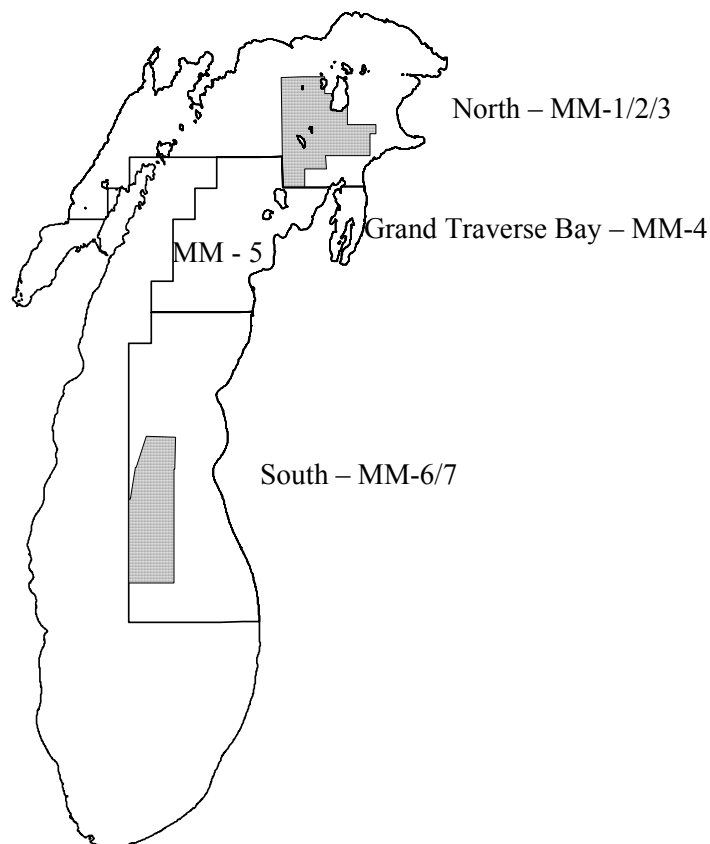 North – MM-1/2/3
Grand Traverse Bay – MM-4
MM - 5
South – MM-6/7